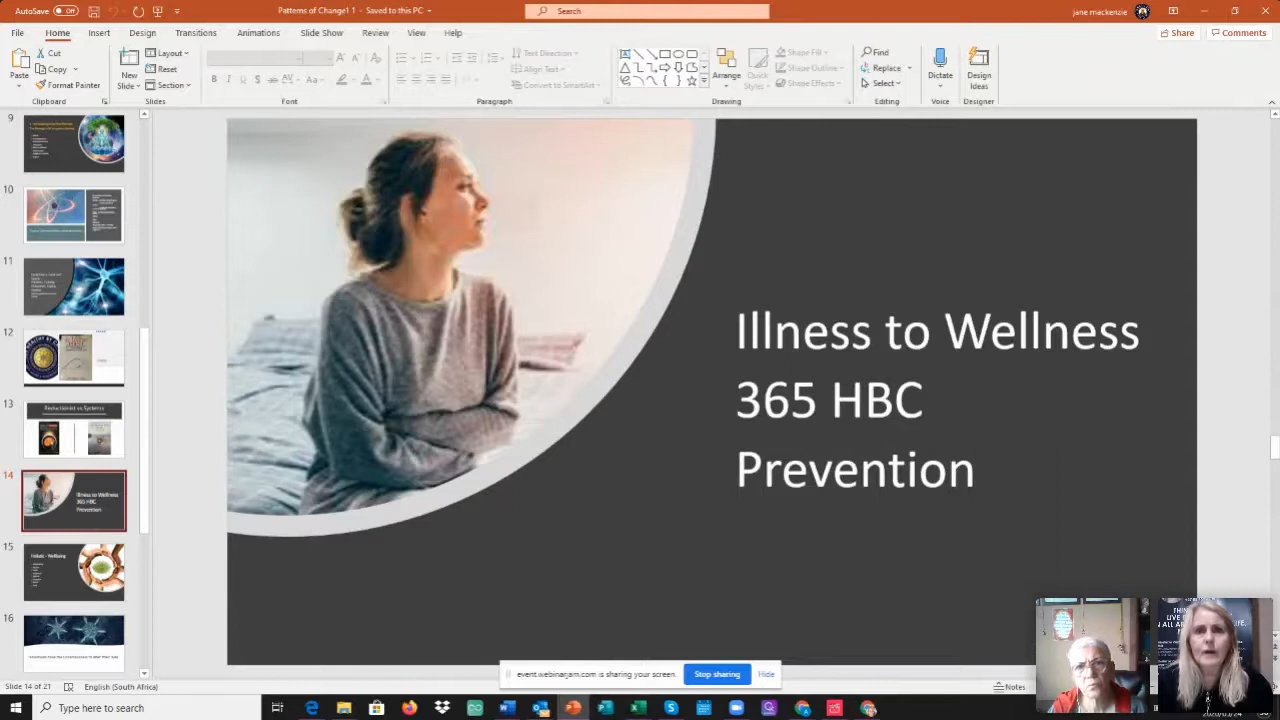 AutoSave Off
Patterns of Change1 1 - Saved to this PC
Search
jane mackenzie
File Home Insert Design Transitions Animations Slide Show Review View Help
Share Comments
Paste
Cut
Copy
Format Painter
Clipboard
New Slide
Layout
Reset
Section
Slides
Font
Text Direction
Align Text
Convert to SmartArt
Paragraph
Arrange
Quick Styles
Shape Fill
Shape Outline
Shape Effects
Drawing
Find
Replace
Select
Editing
Dictate
Voice
Design Ideas
Designer
9
10
11
12
13
Reductionist vs Systems
14
Illness to Wellness
365 HBC
Prevention
15
Holistic - Wellbeing
16
Illness to Wellness
365 HBC
Prevention
event.webinarjam.com is sharing your screen.
Stop sharing
Hide
Slide 14 of 21
English (South Africa)
Notes
Type here to search
2020/03/24